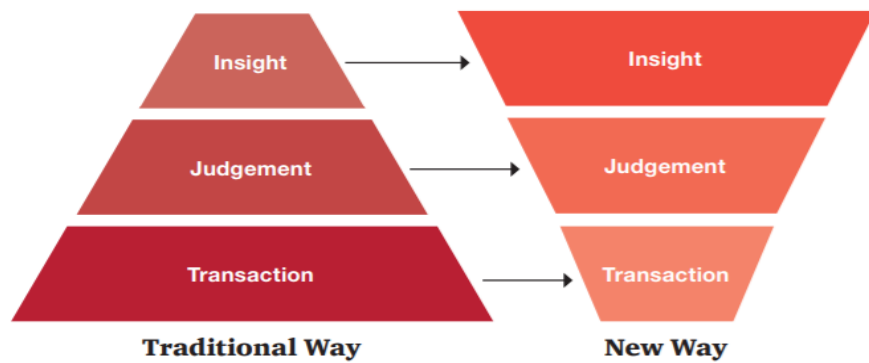 Insight
Judgement
Transaction
Traditional Way
Insight
Judgement
Transaction
New Way